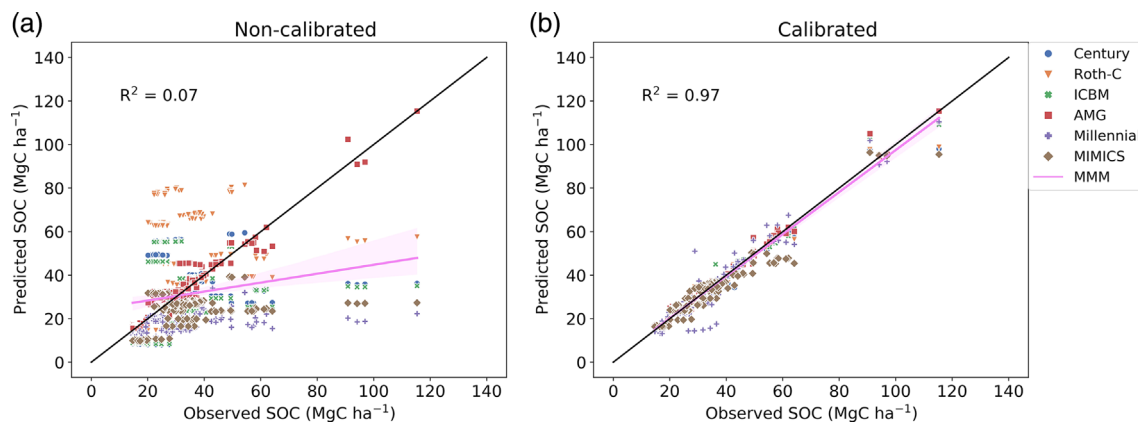 (a)
Non-calibrated
R² = 0.07
Predicted SOC (MgC ha⁻¹)
140
120
100
80
60
40
20
0
0 20 40 60 80 100 120 140
Observed SOC (MgC ha⁻¹)
(b)
Calibrated
R² = 0.97
Predicted SOC (MgC ha⁻¹)
140
120
100
80
60
40
20
0
0 20 40 60 80 100 120 140
Observed SOC (MgC ha⁻¹)
Century
Roth-C
ICBM
AMG
Millennial
MIMICS
MMM